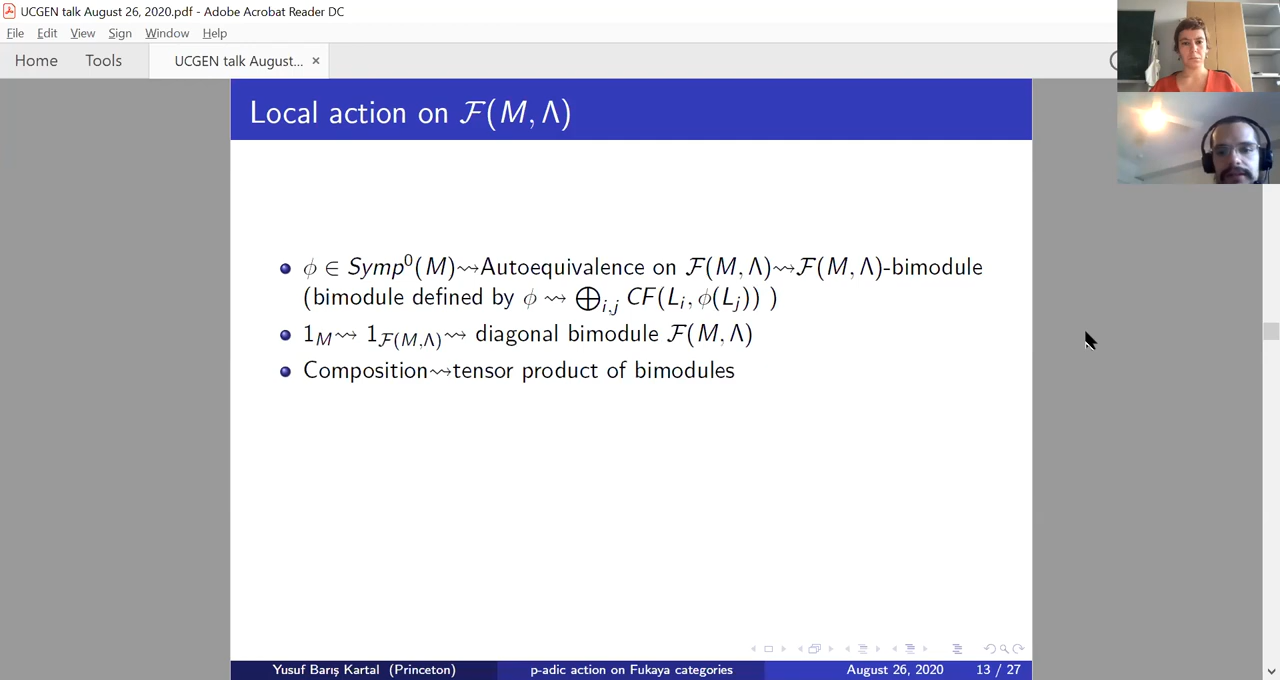 UCGEN talk August 26, 2020.pdf - Adobe Acrobat Reader DC
File Edit View Sign Window Help
Home Tools UCGEN talk August... ×
Local action on ℱ(M, Λ)
ϕ ∈ Symp⁰(M)⇝Autoequivalence on ℱ(M, Λ)⇝ℱ(M, Λ)-bimodule
(bimodule defined by ϕ ⇝ ⊕_{i,j} CF(L_i, ϕ(L_j)) )
1_M⇝ 1_{ℱ(M,Λ)}⇝ diagonal bimodule ℱ(M, Λ)
Composition⇝tensor product of bimodules
Yusuf Barış Kartal (Princeton) p-adic action on Fukaya categories August 26, 2020 13 / 27